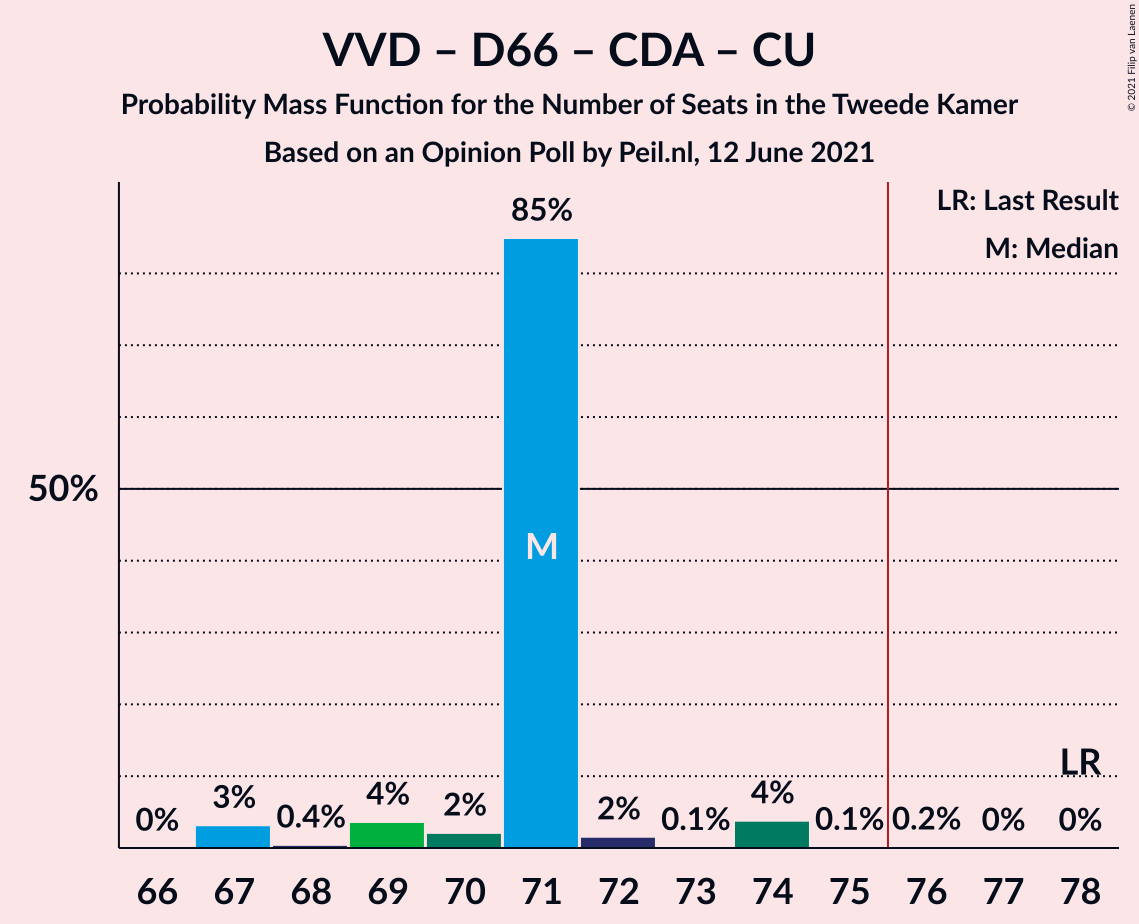 VVD – D66 – CDA – CU
Probability Mass Function for the Number of Seats in the Tweede Kamer
Based on an Opinion Poll by Peil.nl, 12 June 2021
© 2021 Filip van Laenen
LR: Last Result
M: Median
85%
50%
M
LR
0% 3% 0.4% 4% 2% 2% 0.1% 4% 0.1% 0.2% 0% 0%
66 67 68 69 70 71 72 73 74 75 76 77 78